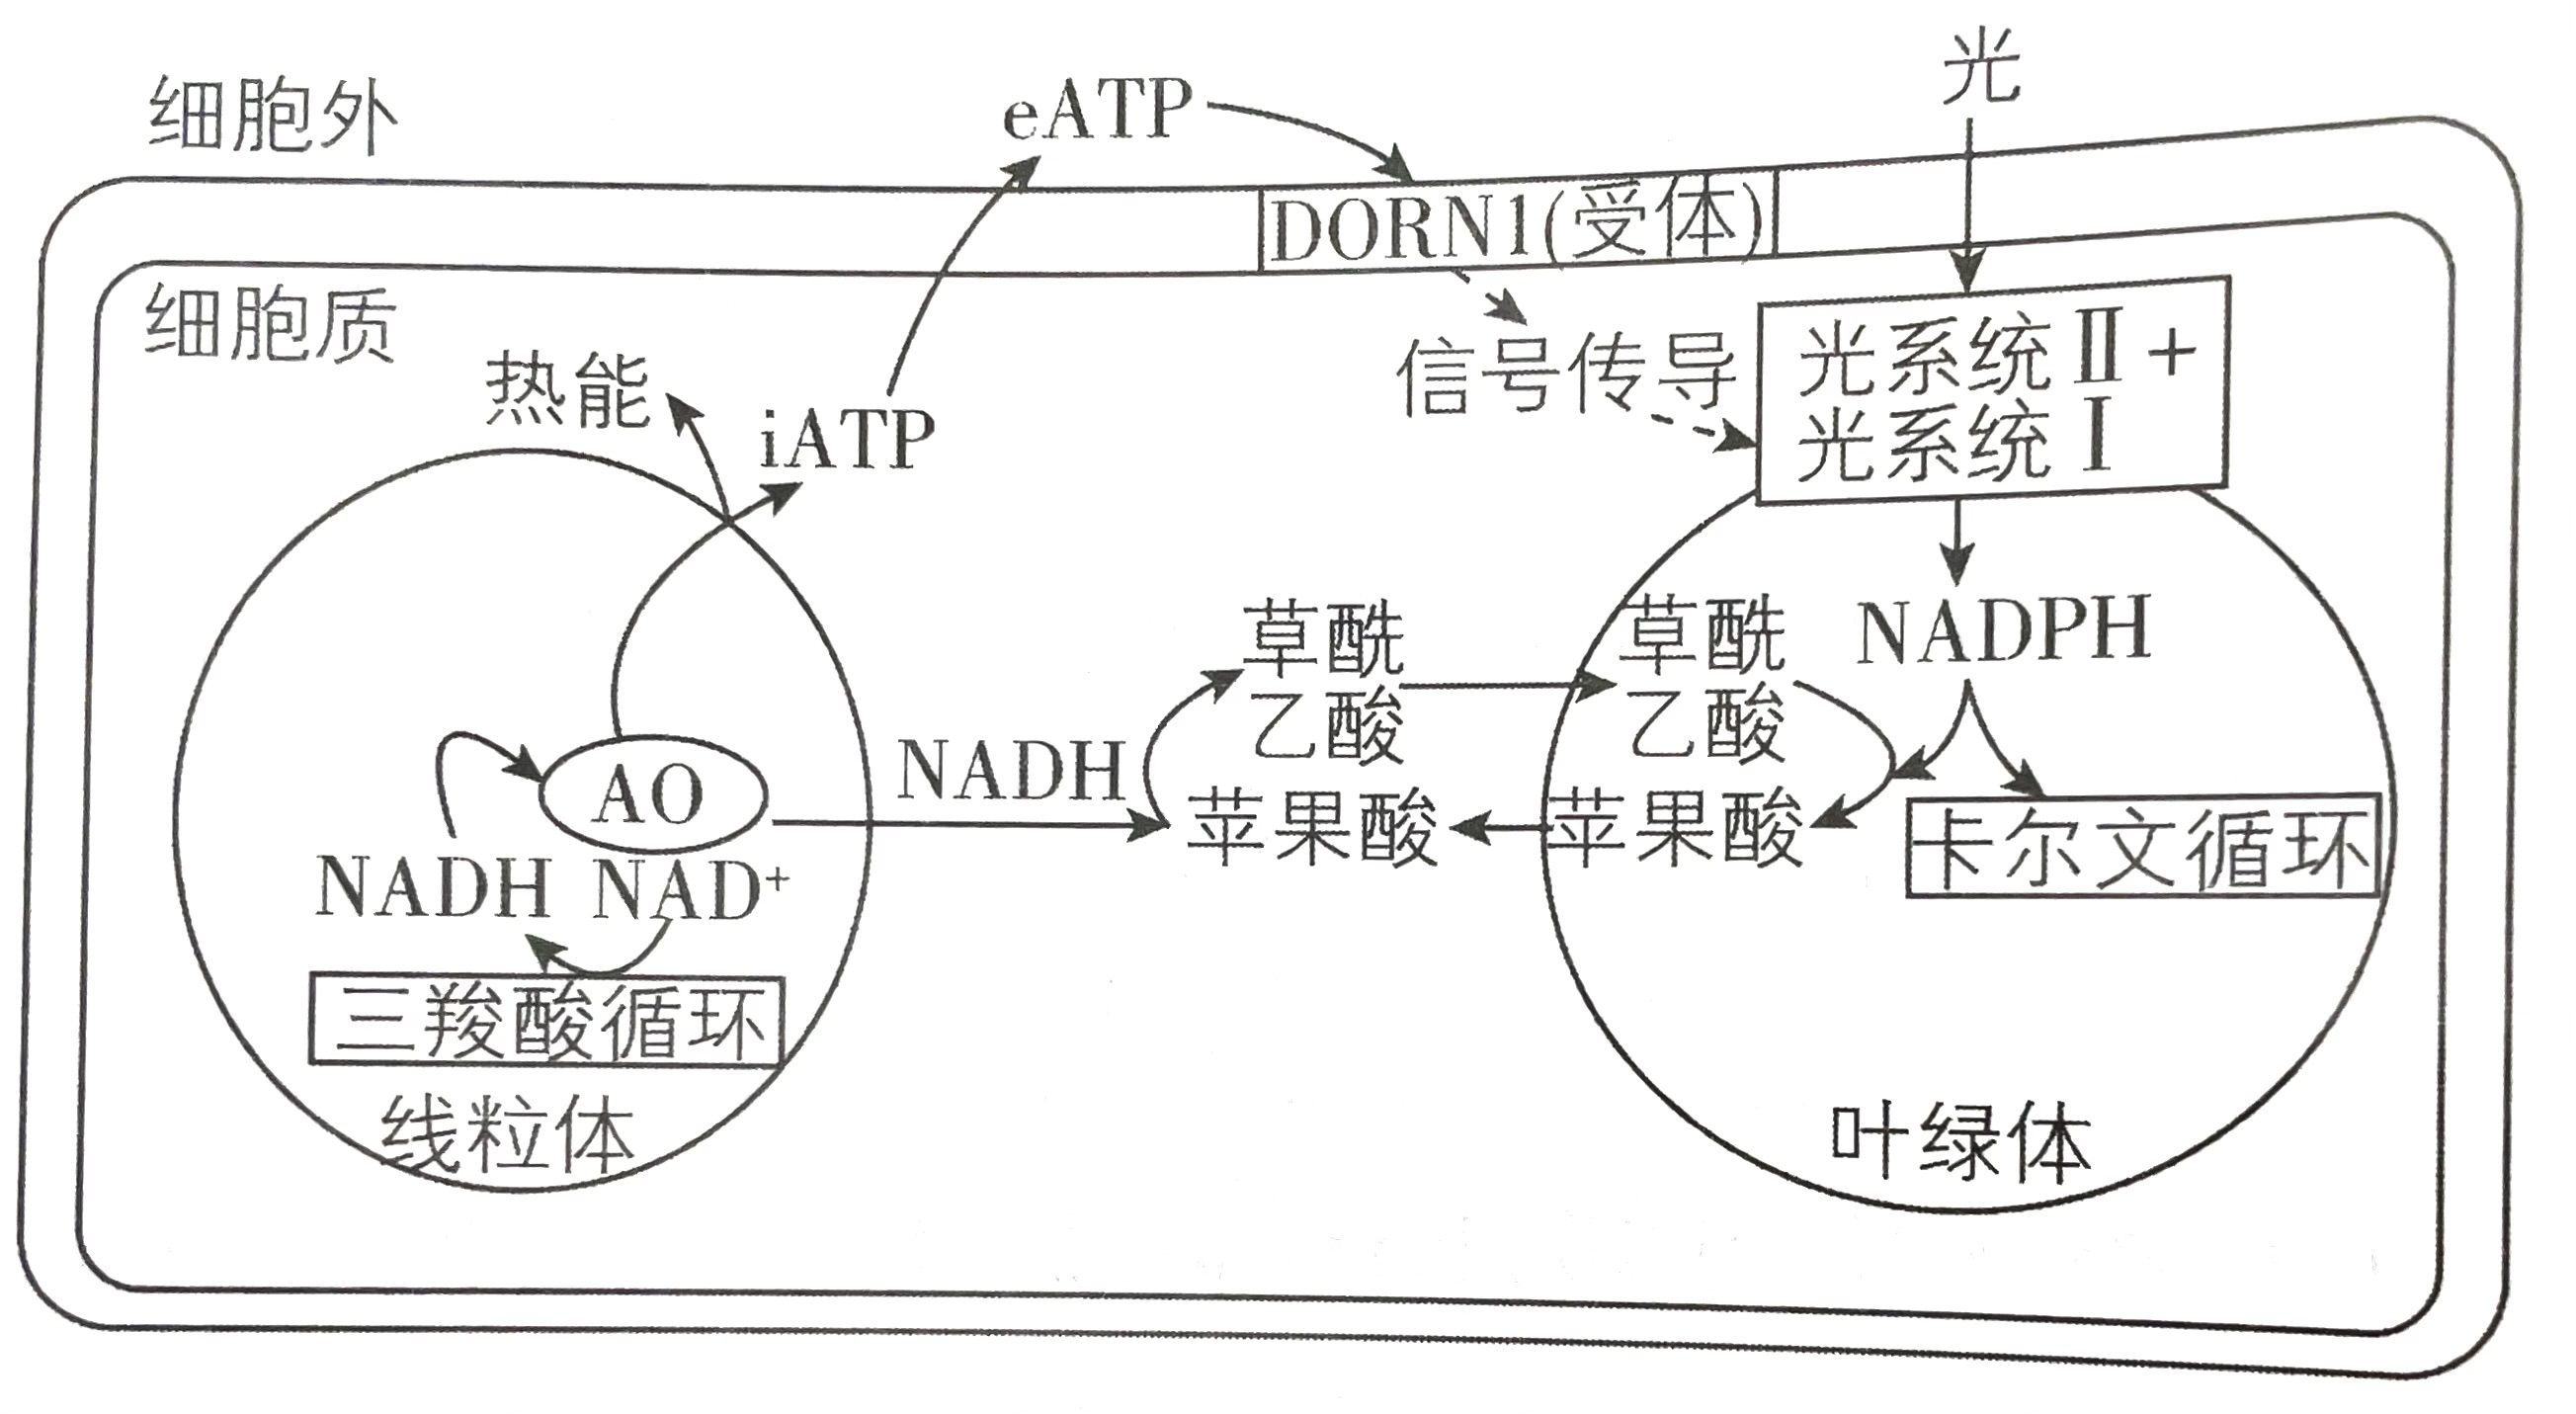 光
细胞外
eATP
DORN1(受体)
细胞质
信号传导
光系统Ⅱ+
光系统Ⅰ
热能
iATP
草酰
乙酸
草酰
乙酸
NADPH
AO
NADH
苹果酸
苹果酸
卡尔文循环
NADH NAD⁺
三羧酸循环
线粒体
叶绿体